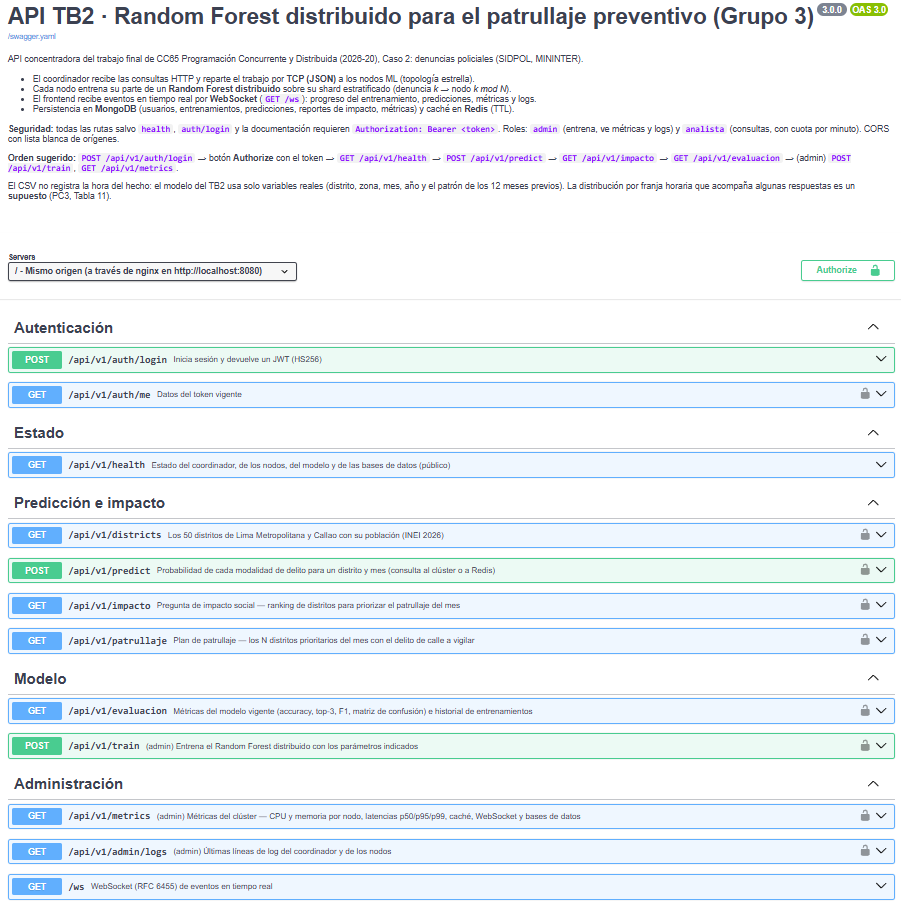 API TB2 · Random Forest distribuido para el patrullaje preventivo (Grupo 3) 3.0.0 OAS 3.0
/swagger.yaml
API concentradora del trabajo final de CC65 Programación Concurrente y Distribuida (2026-20), Caso 2: denuncias policiales (SIDPOL, MININTER).
• El coordinador recibe las consultas HTTP y reparte el trabajo por TCP (JSON) a los nodos ML (topología estrella).
• Cada nodo entrena su parte de un Random Forest distribuido sobre su shard estratificado (denuncia k → nodo k mod N).
• El frontend recibe eventos en tiempo real por WebSocket ( GET /ws ): progreso del entrenamiento, predicciones, métricas y logs.
• Persistencia en MongoDB (usuarios, entrenamientos, predicciones, reportes de impacto, métricas) y caché en Redis (TTL).
Seguridad: todas las rutas salvo health , auth/login y la documentación requieren Authorization: Bearer <token> . Roles: admin (entrena, ve métricas y logs) y analista (consultas, con cuota por minuto). CORS
con lista blanca de orígenes.
Orden sugerido: POST /api/v1/auth/login → botón Authorize con el token → GET /api/v1/health → POST /api/v1/predict → GET /api/v1/impacto → GET /api/v1/evaluacion → (admin) POST
/api/v1/train , GET /api/v1/metrics .
El CSV no registra la hora del hecho: el modelo del TB2 usa solo variables reales (distrito, zona, mes, año y el patrón de los 12 meses previos). La distribución por franja horaria que acompaña algunas respuestas es un
supuesto (PC3, Tabla 11).
Servers
/ - Mismo origen (a través de nginx en http://localhost:8080)
Authorize
Autenticación
POST /api/v1/auth/login Inicia sesión y devuelve un JWT (HS256)
GET /api/v1/auth/me Datos del token vigente
Estado
GET /api/v1/health Estado del coordinador, de los nodos, del modelo y de las bases de datos (público)
Predicción e impacto
GET /api/v1/districts Los 50 distritos de Lima Metropolitana y Callao con su población (INEI 2026)
POST /api/v1/predict Probabilidad de cada modalidad de delito para un distrito y mes (consulta al clúster o a Redis)
GET /api/v1/impacto Pregunta de impacto social — ranking de distritos para priorizar el patrullaje del mes
GET /api/v1/patrullaje Plan de patrullaje — los N distritos prioritarios del mes con el delito de calle a vigilar
Modelo
GET /api/v1/evaluacion Métricas del modelo vigente (accuracy, top-3, F1, matriz de confusión) e historial de entrenamientos
POST /api/v1/train (admin) Entrena el Random Forest distribuido con los parámetros indicados
Administración
GET /api/v1/metrics (admin) Métricas del clúster — CPU y memoria por nodo, latencias p50/p95/p99, caché, WebSocket y bases de datos
GET /api/v1/admin/logs (admin) Últimas líneas de log del coordinador y de los nodos
GET /ws WebSocket (RFC 6455) de eventos en tiempo real